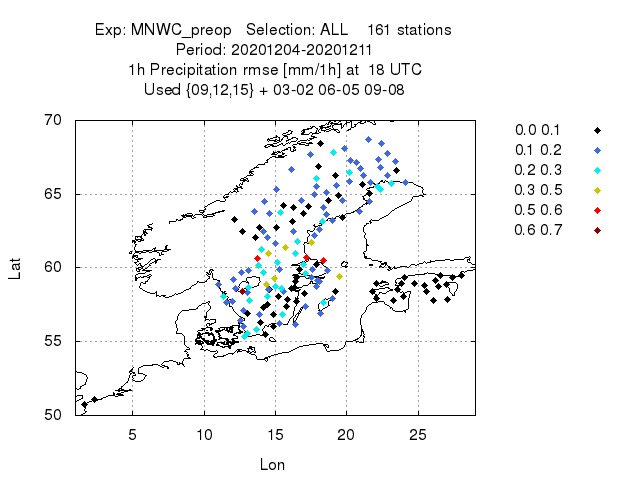 Exp: MNWC_preop   Selection: ALL    161 stations
Period: 20201204-20201211
1h Precipitation rmse [mm/1h] at  18 UTC
Used {09,12,15} + 03-02 06-05 09-08
0.0 0.1
0.1 0.2
0.2 0.3
0.3 0.5
0.5 0.6
0.6 0.7
70
65
60
55
50
Lat
5 10 15 20 25
Lon